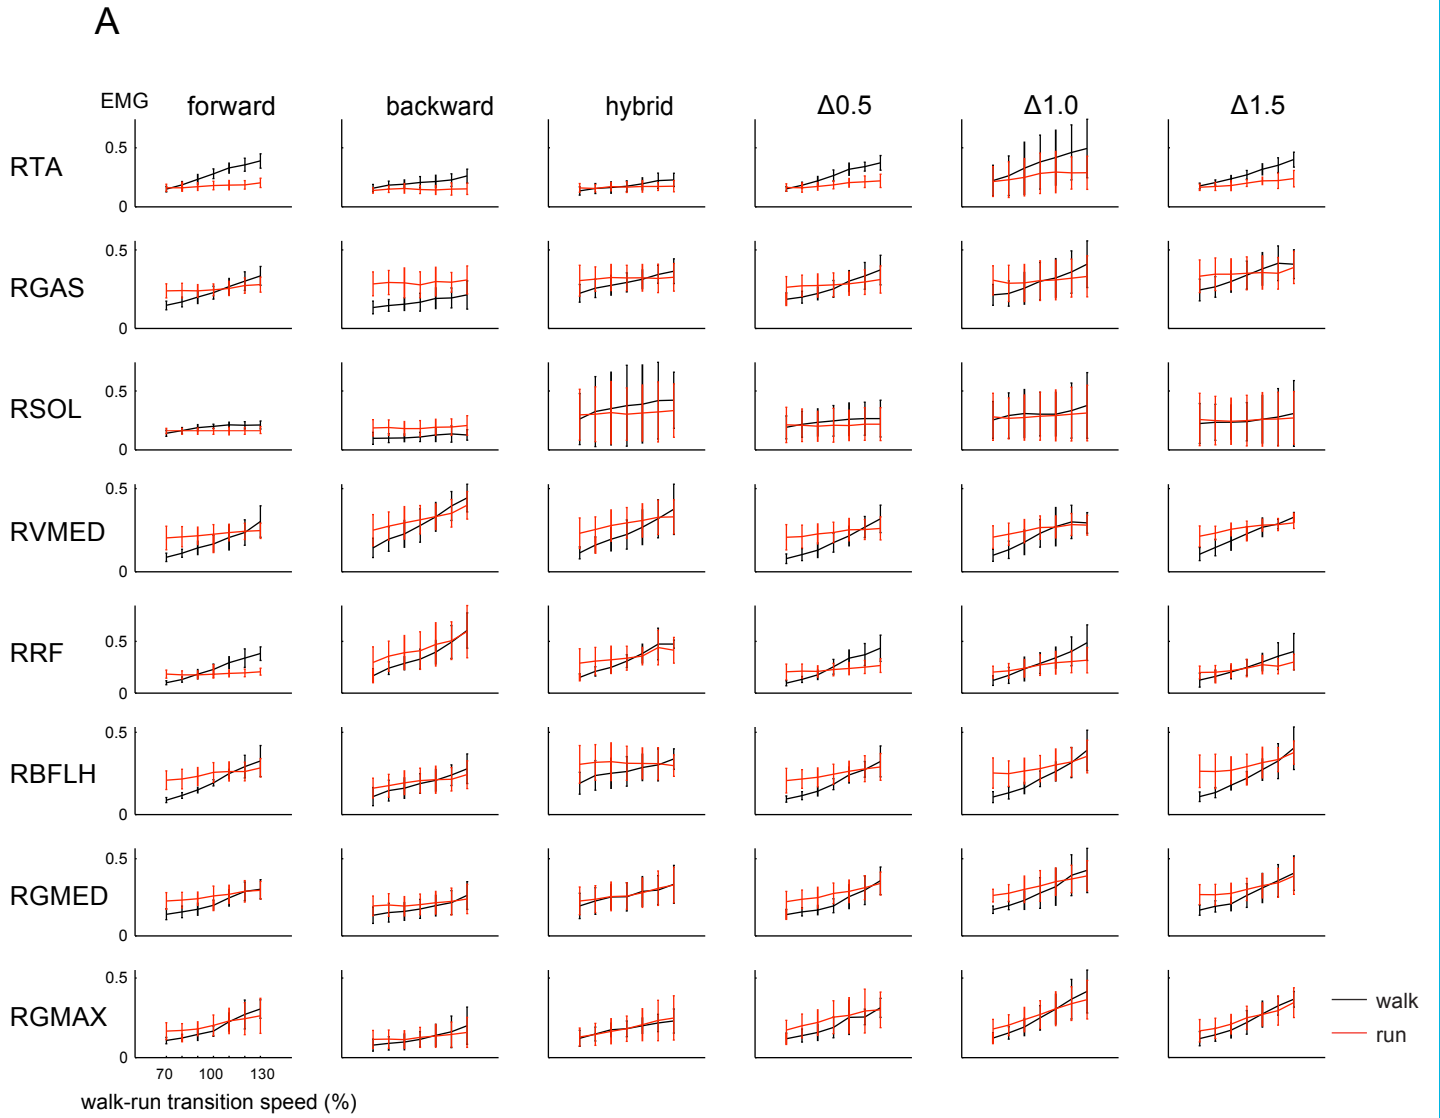 A
EMG forward backward hybrid Δ0.5 Δ1.0 Δ1.5
RTA 0.5 0
RGAS 0.5 0
RSOL 0.5 0
RVMED 0.5 0
RRF 0.5 0
RBFLH 0.5 0
RGMED 0.5 0
RGMAX 0.5 0
walk
run
70 100 130
walk-run transition speed (%)